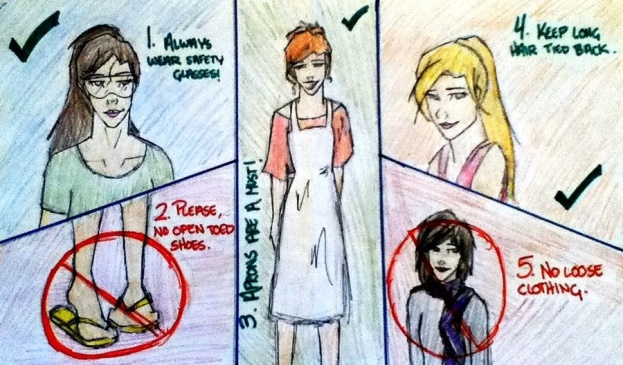 1. ALWAYS
WEAR SAFETY
GLASSES!
2. PLEASE,
NO OPEN TOED
SHOES.
3. APRONS ARE A MUST!
4. KEEP LONG
HAIR TIED BACK.
5. NO LOOSE
CLOTHING.